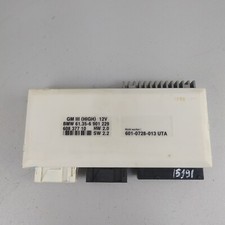 GM III (HIGH) 12V
BMW 61.35-6 901 229
608 377 10 HW 2.0
SW 2.2
001-0728-013 UTA
15191